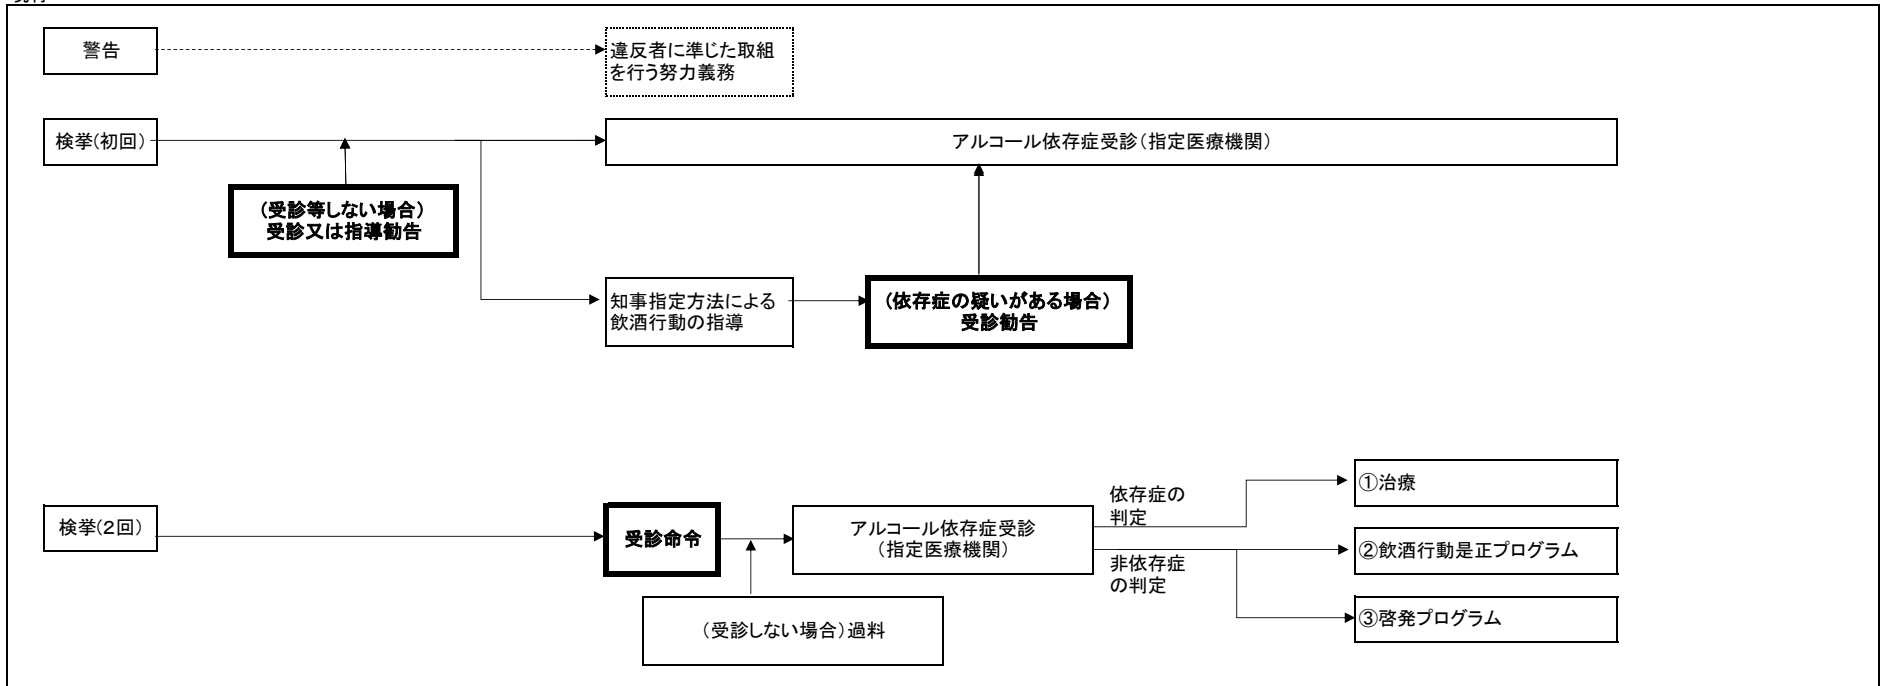 警告
違反者に準じた取組
を行う努力義務
検挙(初回)
アルコール依存症受診(指定医療機関)
(受診等しない場合)
受診又は指導勧告
知事指定方法による
飲酒行動の指導
(依存症の疑いがある場合)
受診勧告
検挙(2回)
受診命令
(受診しない場合)過料
アルコール依存症受診
(指定医療機関)
依存症の
判定
非依存症
の判定
①治療
②飲酒行動是正プログラム
③啓発プログラム